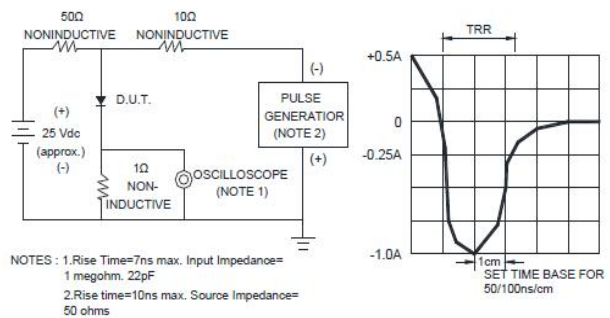 50Ω
NONINDUCTIVE
10Ω
NONINDUCTIVE
(+)
25 Vdc
(approx.)
(-)
D.U.T.
1Ω
NON-
INDUCTIVE
OSCILLOSCOPE
(NOTE 1)
(-)
PULSE
GENERATIOR
(NOTE 2)
(+)
NOTES : 1.Rise Time=7ns max. Input Impedance=
1 megohm. 22pF
2.Rise time=10ns max. Source Impedance=
50 ohms
TRR
+0.5A
0
-0.25A
-1.0A
1cm
SET TIME BASE FOR
50/100ns/cm